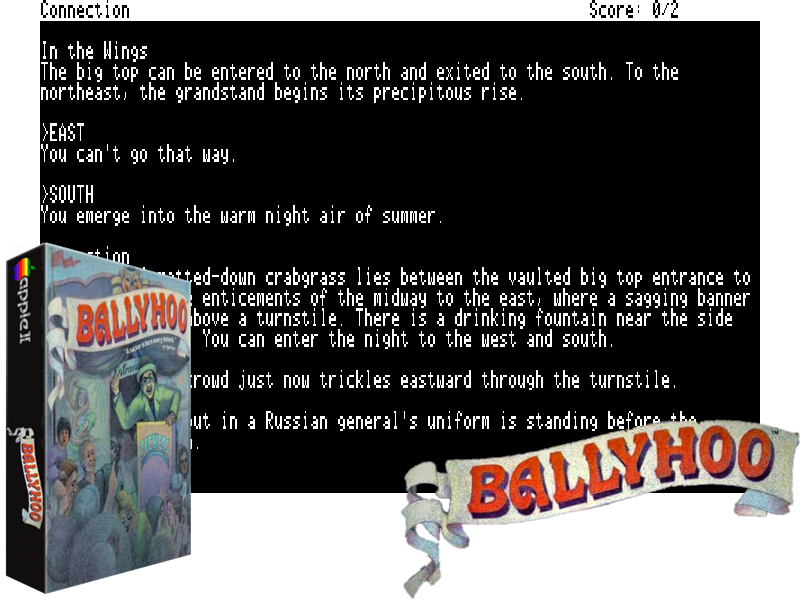 Connection Score: 0/2
In the Wings
The big top can be entered to the north and exited to the south. To the
northeast, the grandstand begins its precipitous rise.
>EAST
You can't go that way.
>SOUTH
You emerge into the warm night air of summer.
ction
matted-down crabgrass lies between the vaulted big top entrance to
enticements of the midway to the east, where a sagging banner
bove a turnstile. There is a drinking fountain near the side
You can enter the night to the west and south.
rowd just now trickles eastward through the turnstile.
out in a Russian general's uniform is standing before the
apple II
BALLYHOO
BALLYHOO
BALLYHOO
TM